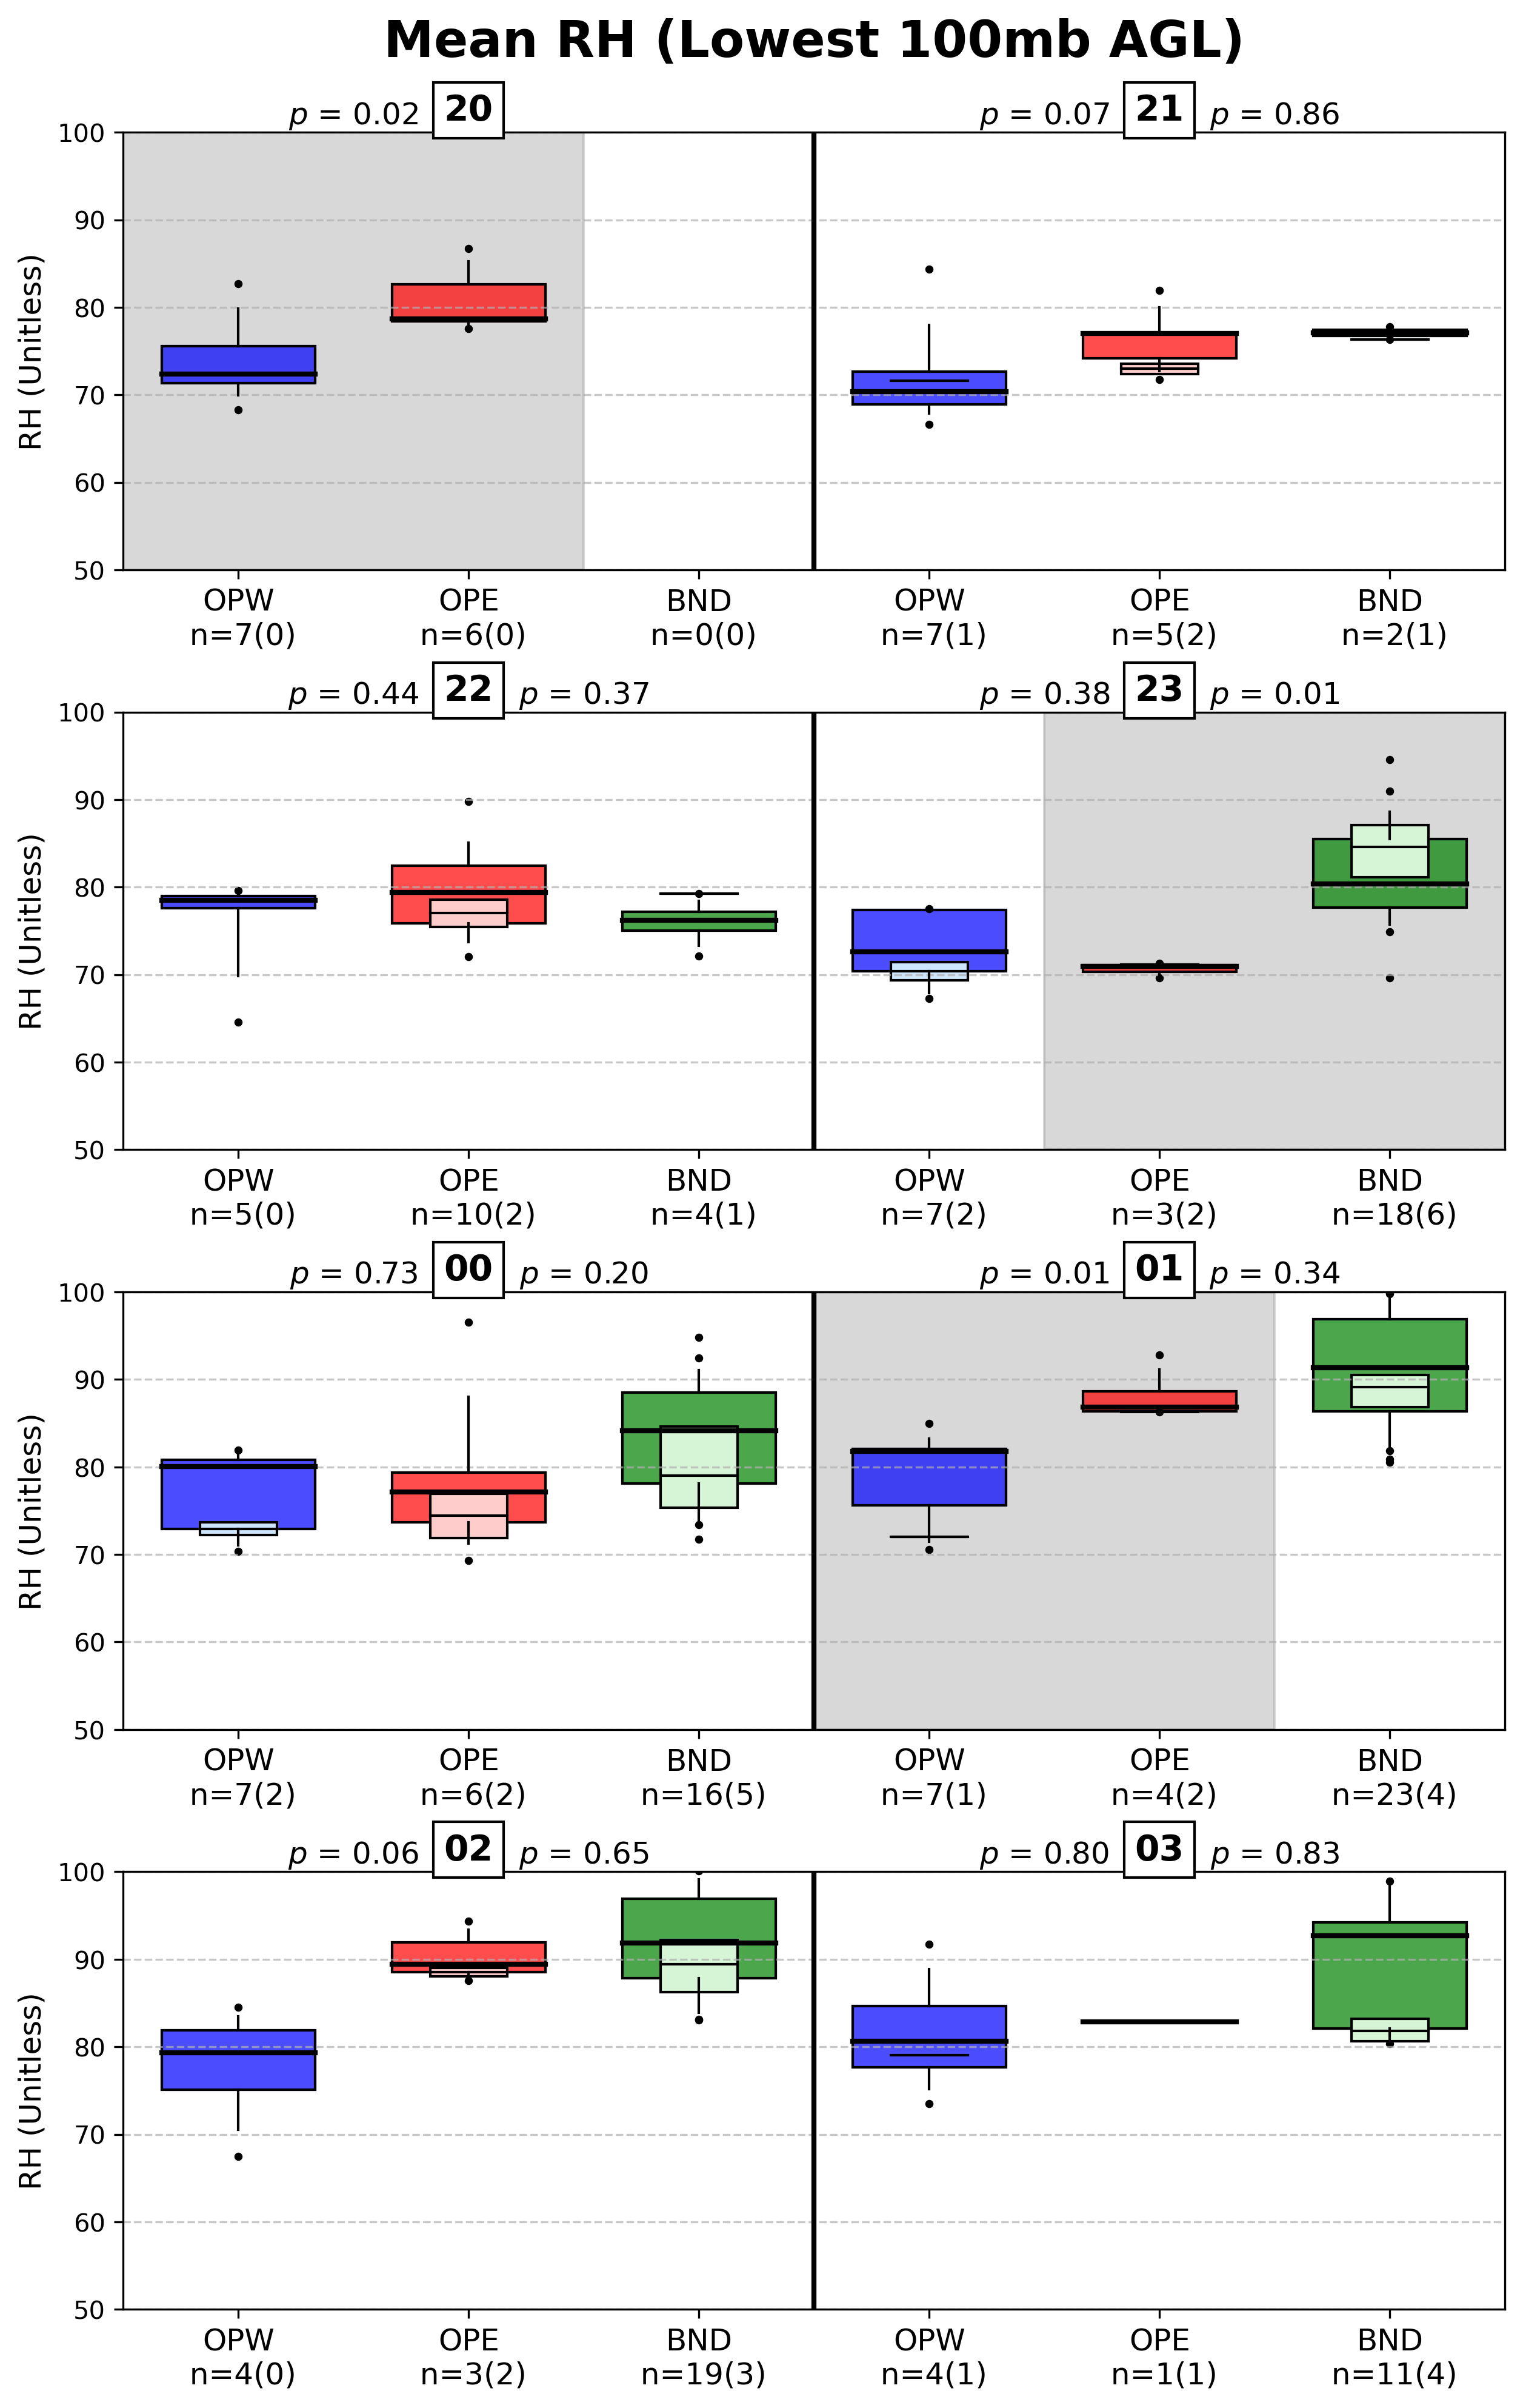 Mean RH (Lowest 100mb AGL)
p = 0.02 20
p = 0.07 21 p = 0.86
100
90
80
70
60
50
RH (Unitless)
OPW OPE BND OPW OPE BND
n=7(0) n=6(0) n=0(0) n=7(1) n=5(2) n=2(1)
p = 0.44 22 p = 0.37
p = 0.38 23 p = 0.01
100
90
80
70
60
50
RH (Unitless)
OPW OPE BND OPW OPE BND
n=5(0) n=10(2) n=4(1) n=7(2) n=3(2) n=18(6)
p = 0.73 00 p = 0.20
p = 0.01 01 p = 0.34
100
90
80
70
60
50
RH (Unitless)
OPW OPE BND OPW OPE BND
n=7(2) n=6(2) n=16(5) n=7(1) n=4(2) n=23(4)
p = 0.06 02 p = 0.65
p = 0.80 03 p = 0.83
100
90
80
70
60
50
RH (Unitless)
OPW OPE BND OPW OPE BND
n=4(0) n=3(2) n=19(3) n=4(1) n=1(1) n=11(4)